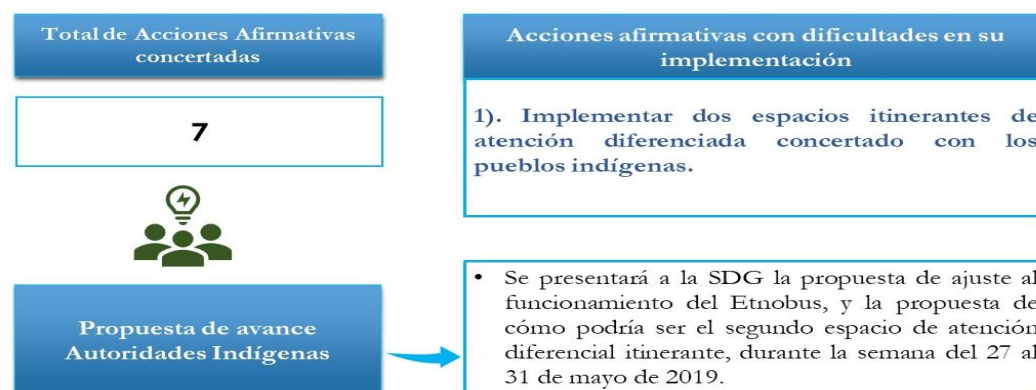 Total de Acciones Afirmativas
concertadas
7
Acciones afirmativas con dificultades en su
implementación
1). Implementar dos espacios itinerantes de
atención diferenciada concertado con los
pueblos indígenas.
Propuesta de avance
Autoridades Indígenas
• Se presentará a la SDG la propuesta de ajuste al
funcionamiento del Etnobus, y la propuesta de
cómo podría ser el segundo espacio de atención
diferencial itinerante, durante la semana del 27 al
31 de mayo de 2019.